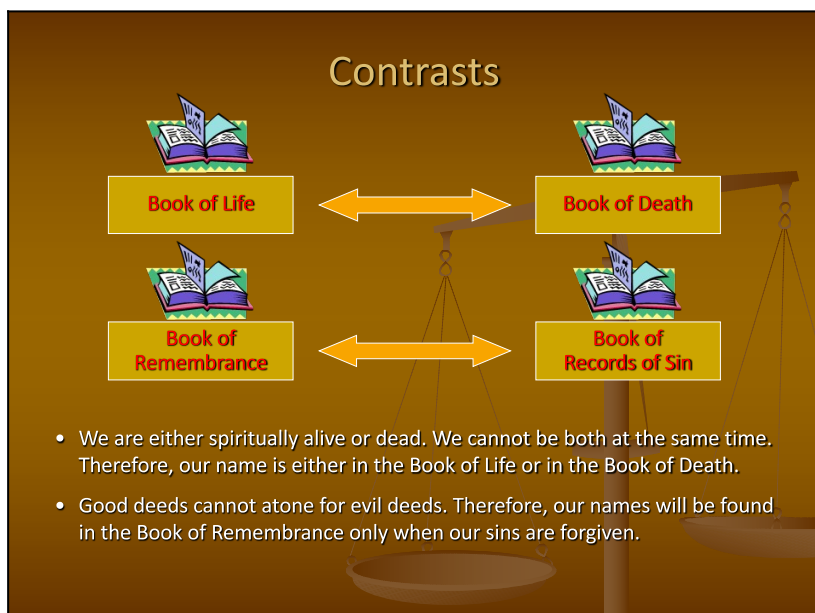 Contrasts
Book of Life
Book of Death
Book of
Remembrance
Book of
Records of Sin
• We are either spiritually alive or dead. We cannot be both at the same time.
Therefore, our name is either in the Book of Life or in the Book of Death.
• Good deeds cannot atone for evil deeds. Therefore, our names will be found
in the Book of Remembrance only when our sins are forgiven.